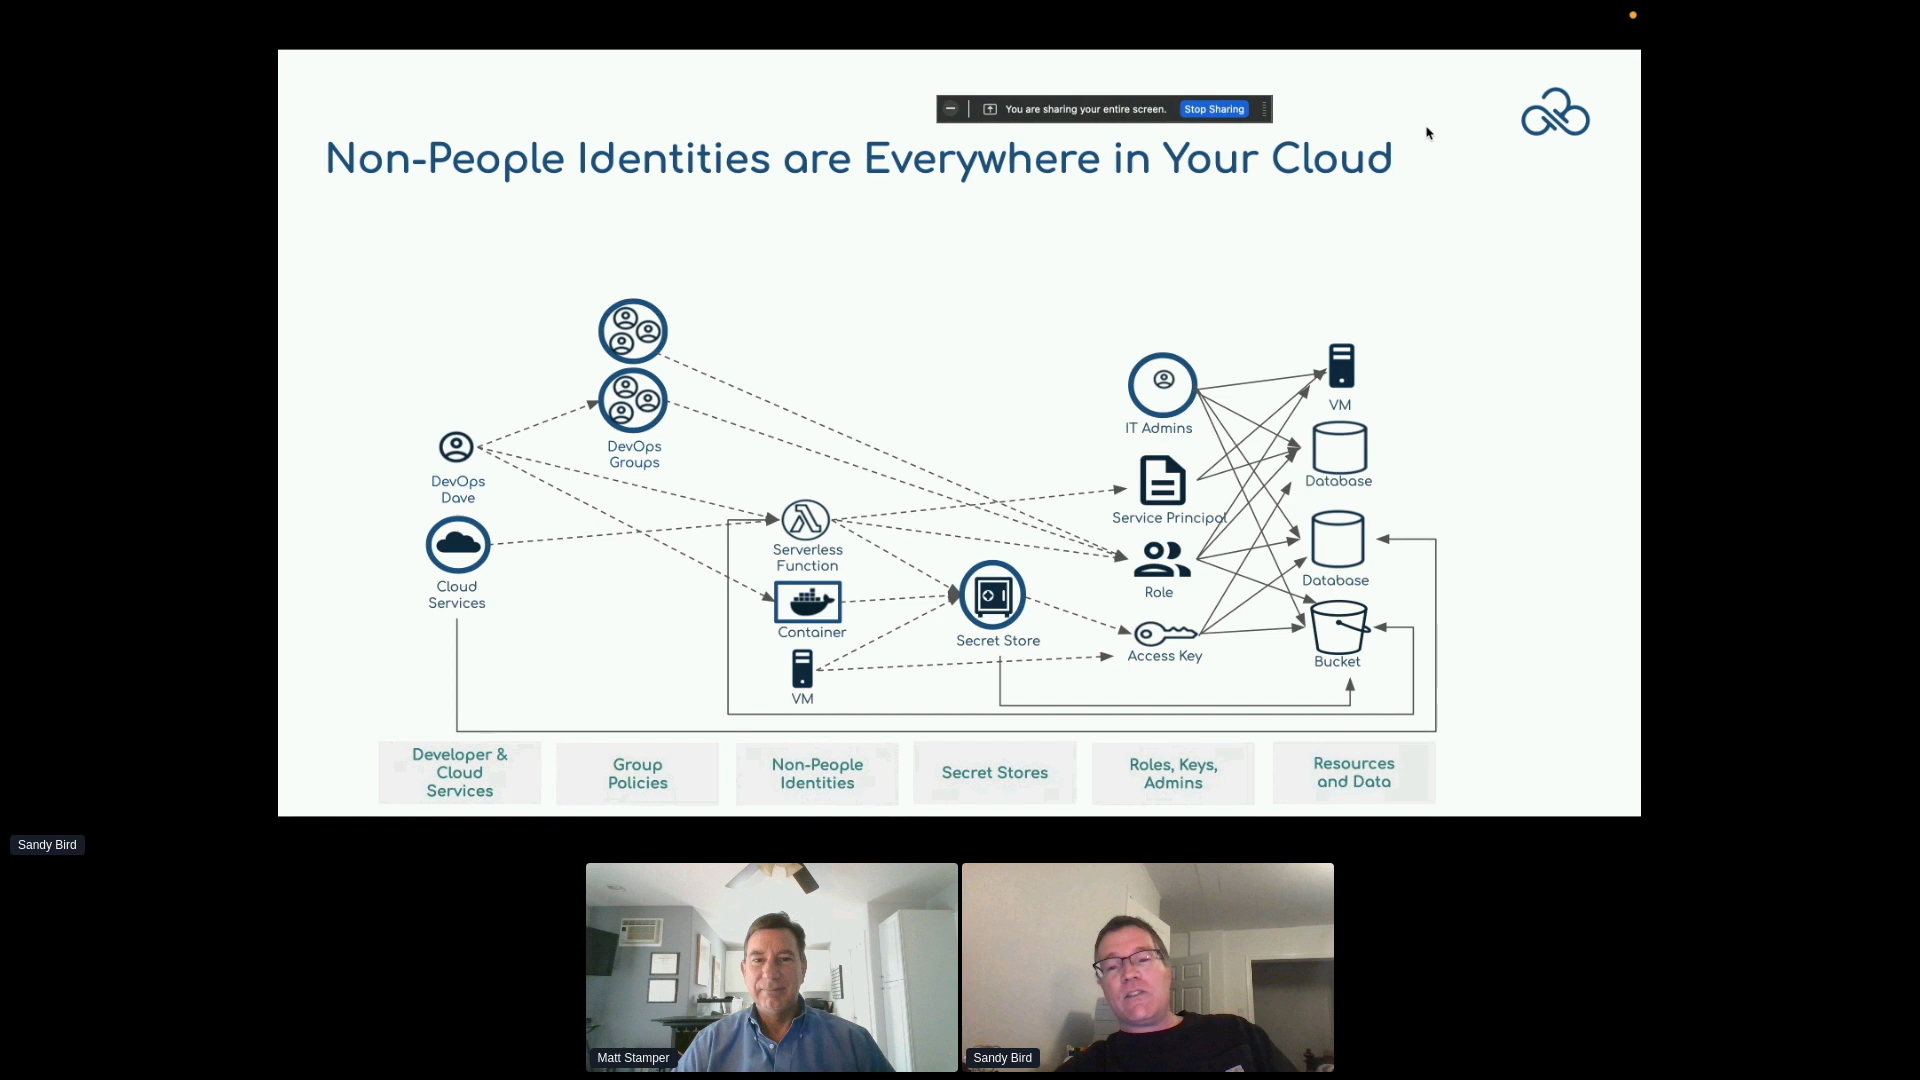 You are sharing your entire screen.
Stop Sharing
Non-People Identities are Everywhere in Your Cloud
DevOps
Groups
IT Admins
VM
Database
DevOps
Dave
Service Principal
Serverless
Function
Database
Cloud
Services
Role
Container
Secret Store
Access Key
Bucket
VM
Developer &
Cloud
Services
Group
Policies
Non-People
Identities
Secret Stores
Roles, Keys,
Admins
Resources
and Data
Sandy Bird
Matt Stamper
Sandy Bird